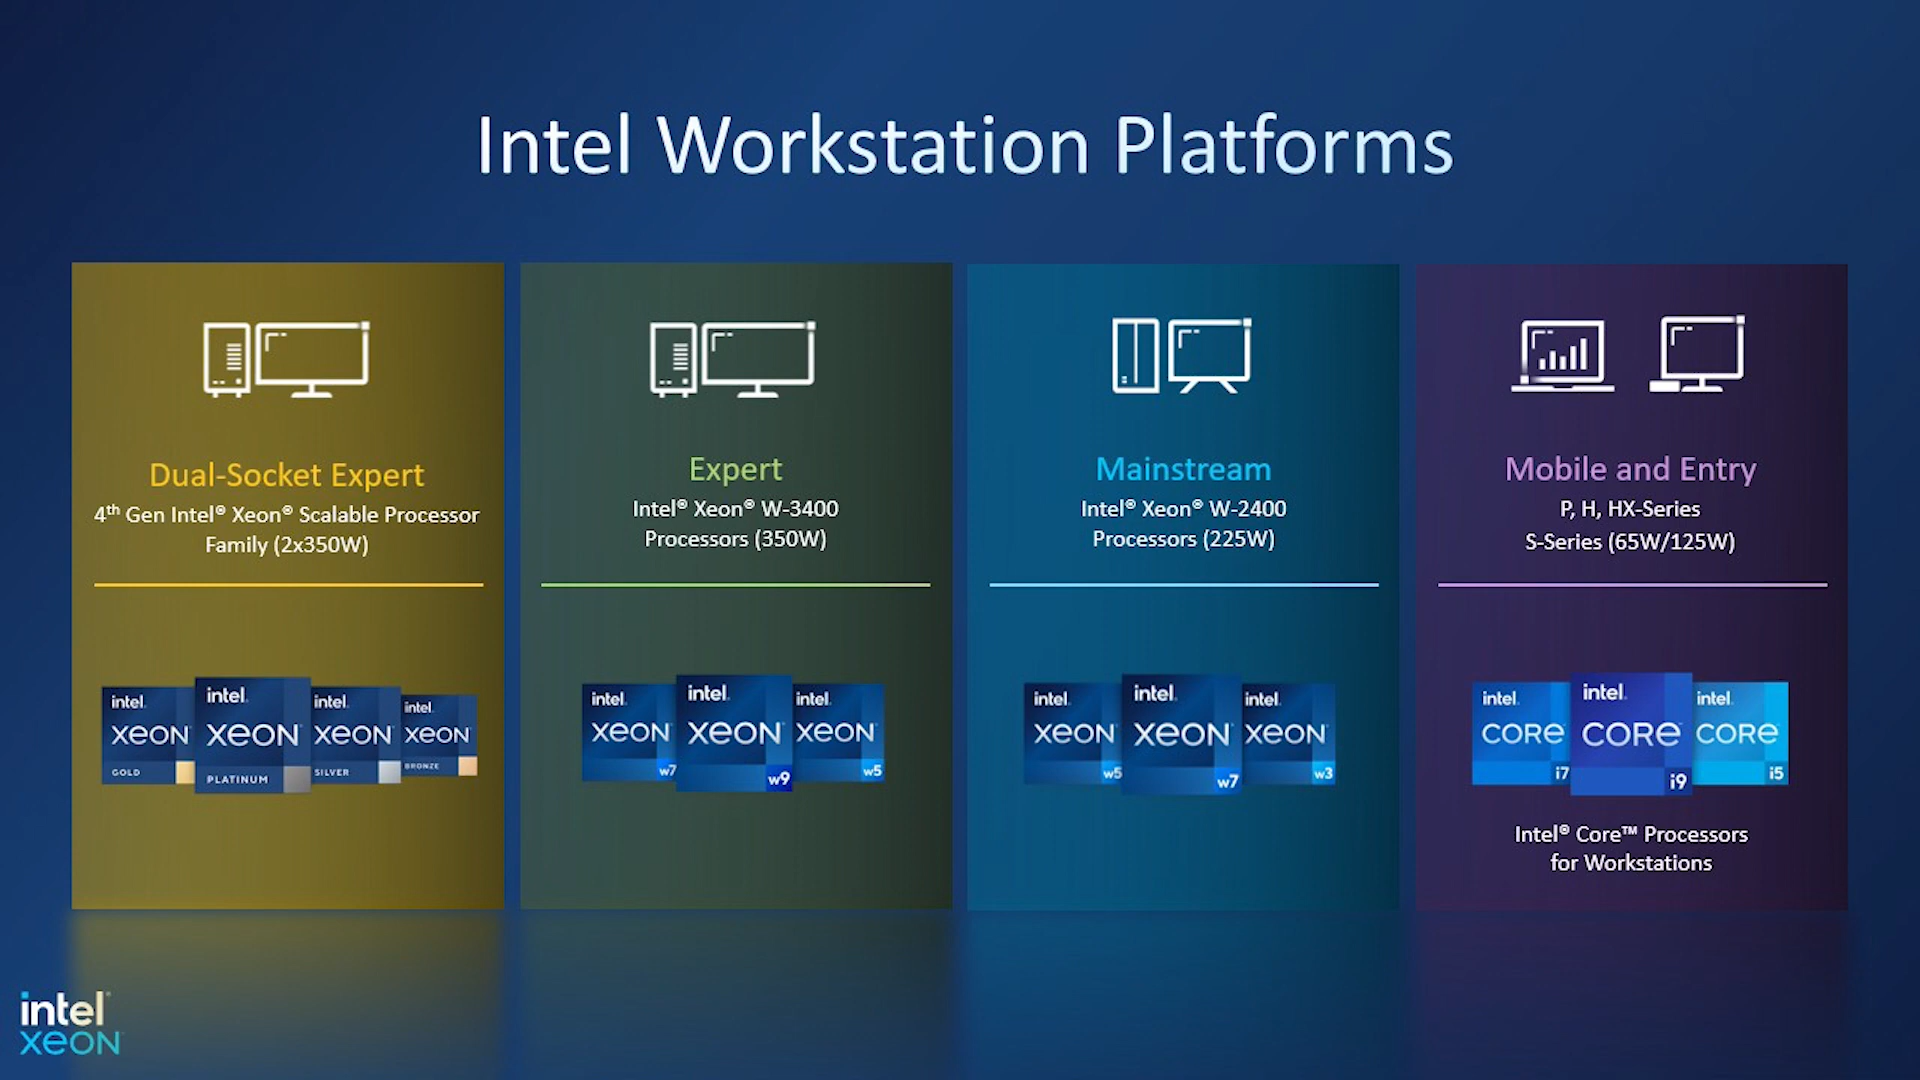 Intel Workstation Platforms
Dual-Socket Expert
4th Gen Intel® Xeon® Scalable Processor
Family (2x350W)
intel.
XEON
GOLD
intel.
XEON
PLATINUM
intel.
XEON
SILVER
intel.
XEON
BRONZE
Expert
Intel® Xeon® W-3400
Processors (350W)
intel.
XEON
w7
intel.
XEON
w9
intel.
XEON
w5
Mainstream
Intel® Xeon® W-2400
Processors (225W)
intel.
XEON
w5
intel.
XEON
w7
intel.
XEON
w3
Mobile and Entry
P, H, HX-Series
S-Series (65W/125W)
intel.
CORE
i7
intel.
CORE
i9
intel.
CORE
i5
Intel® Core™ Processors
for Workstations
intel
XEON